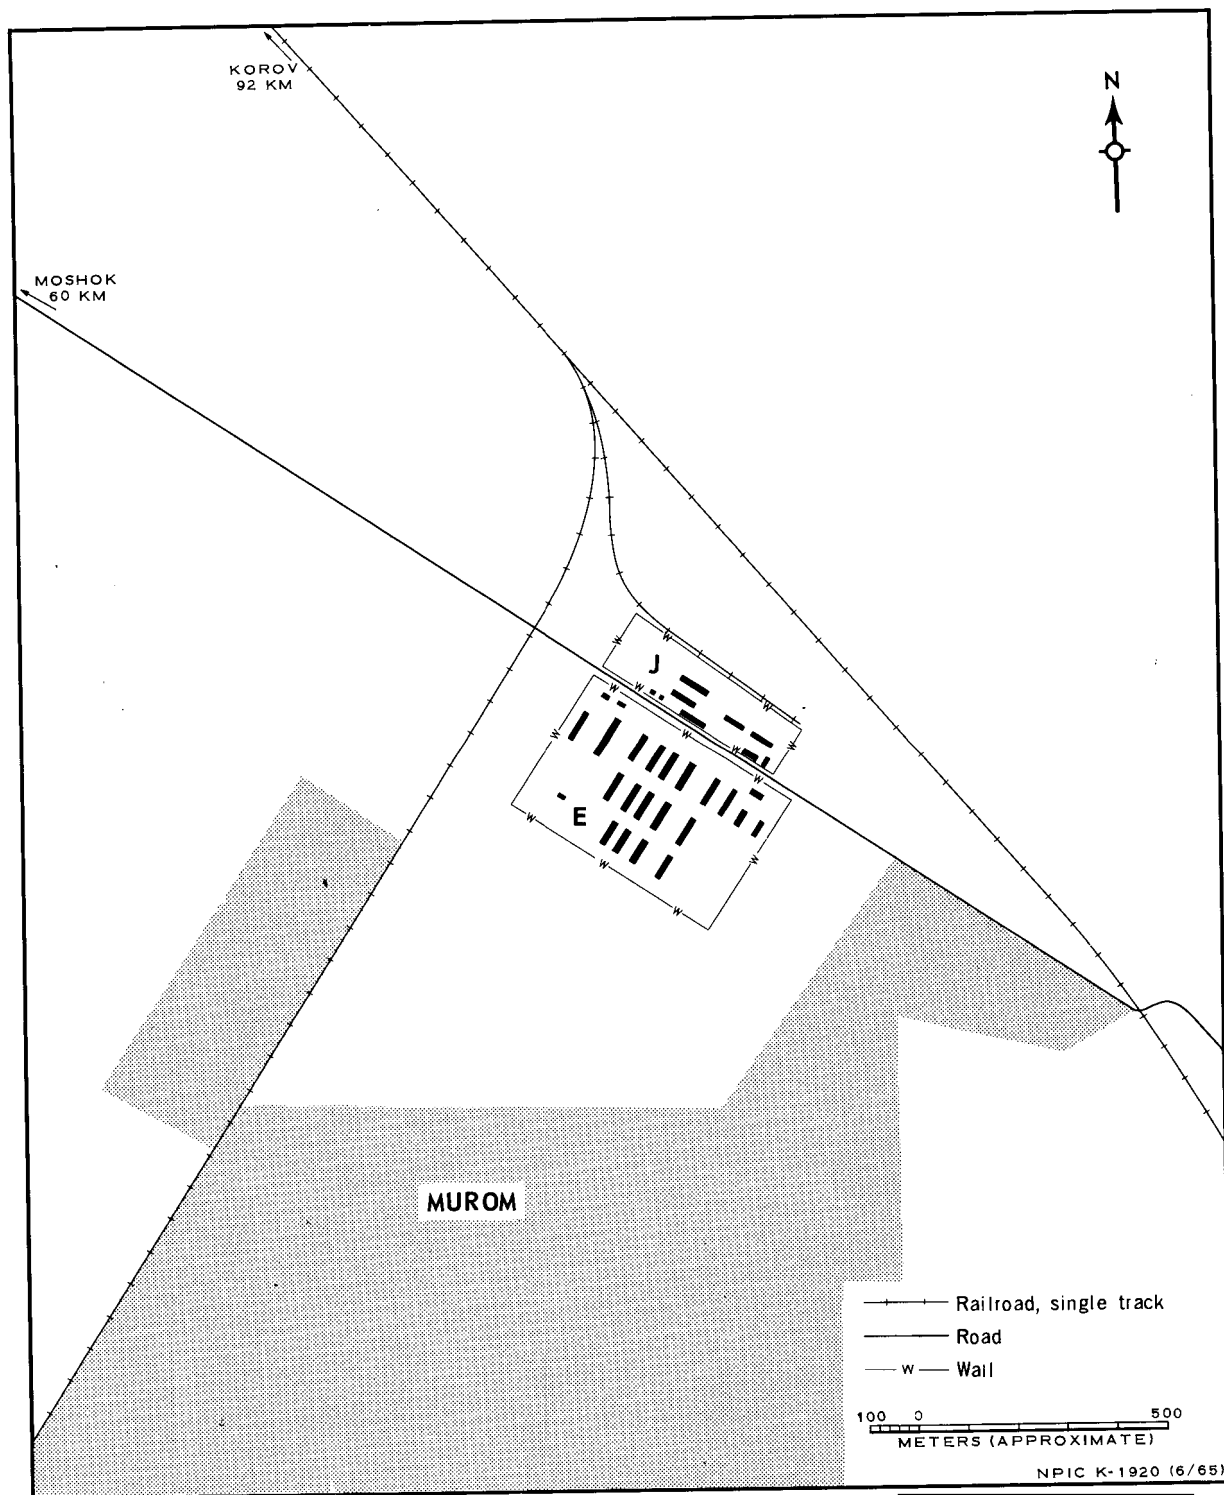 KOROV
92 KM
N
MOSHOK
60 KM
W
W
J
W
W
W
W
W
W
W
W
W
E
W
W
W
W
MUROM
Railroad, single track
Road
W
Wall
100 0 500
METERS (APPROXIMATE)
NPIC K-1920 (6/65)